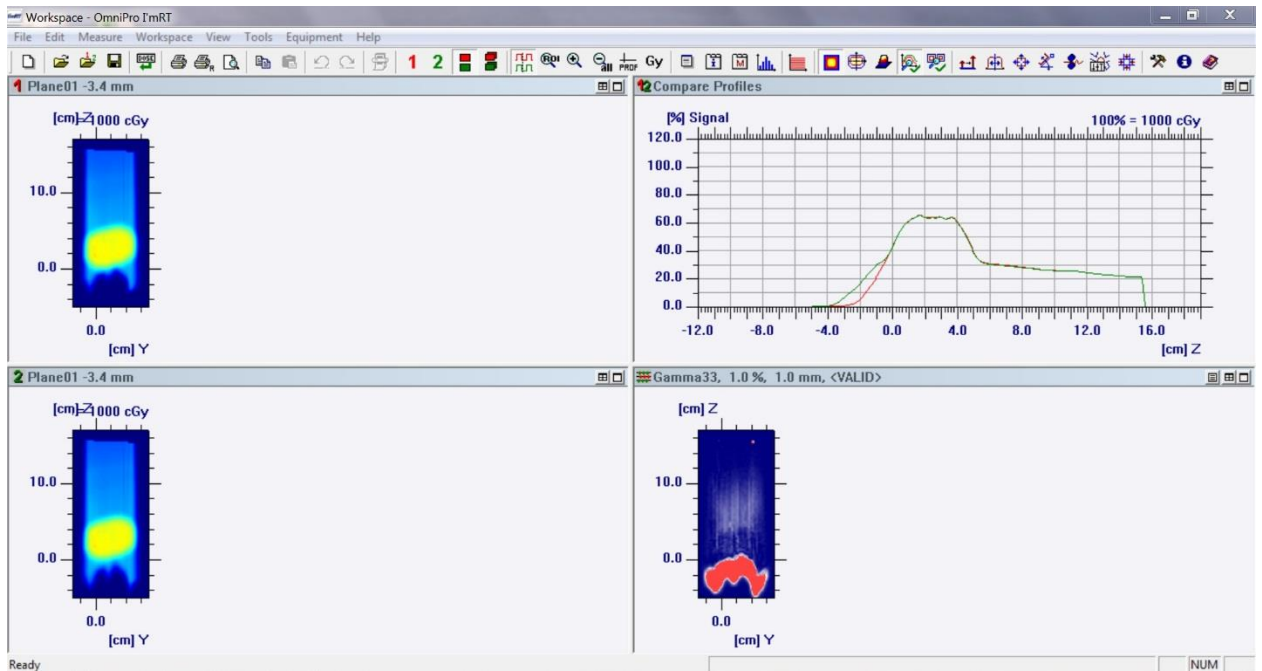 Workspace - OmniPro I'mRT
File Edit Measure Workspace View Tools Equipment Help
1 2 ROI all PROF Gy
1 Plane01 -3.4 mm
[cm] Z 1000 cGy
10.0
0.0
0.0
[cm] Y
12 Compare Profiles
[%] Signal
100% = 1000 cGy
120.0
100.0
80.0
60.0
40.0
20.0
0.0
-12.0 -8.0 -4.0 0.0 4.0 8.0 12.0 16.0
[cm] Z
2 Plane01 -3.4 mm
[cm] Z 1000 cGy
10.0
0.0
0.0
[cm] Y
Gamma33, 1.0 %, 1.0 mm, <VALID>
[cm] Z
10.0
0.0
0.0
[cm] Y
Ready
NUM